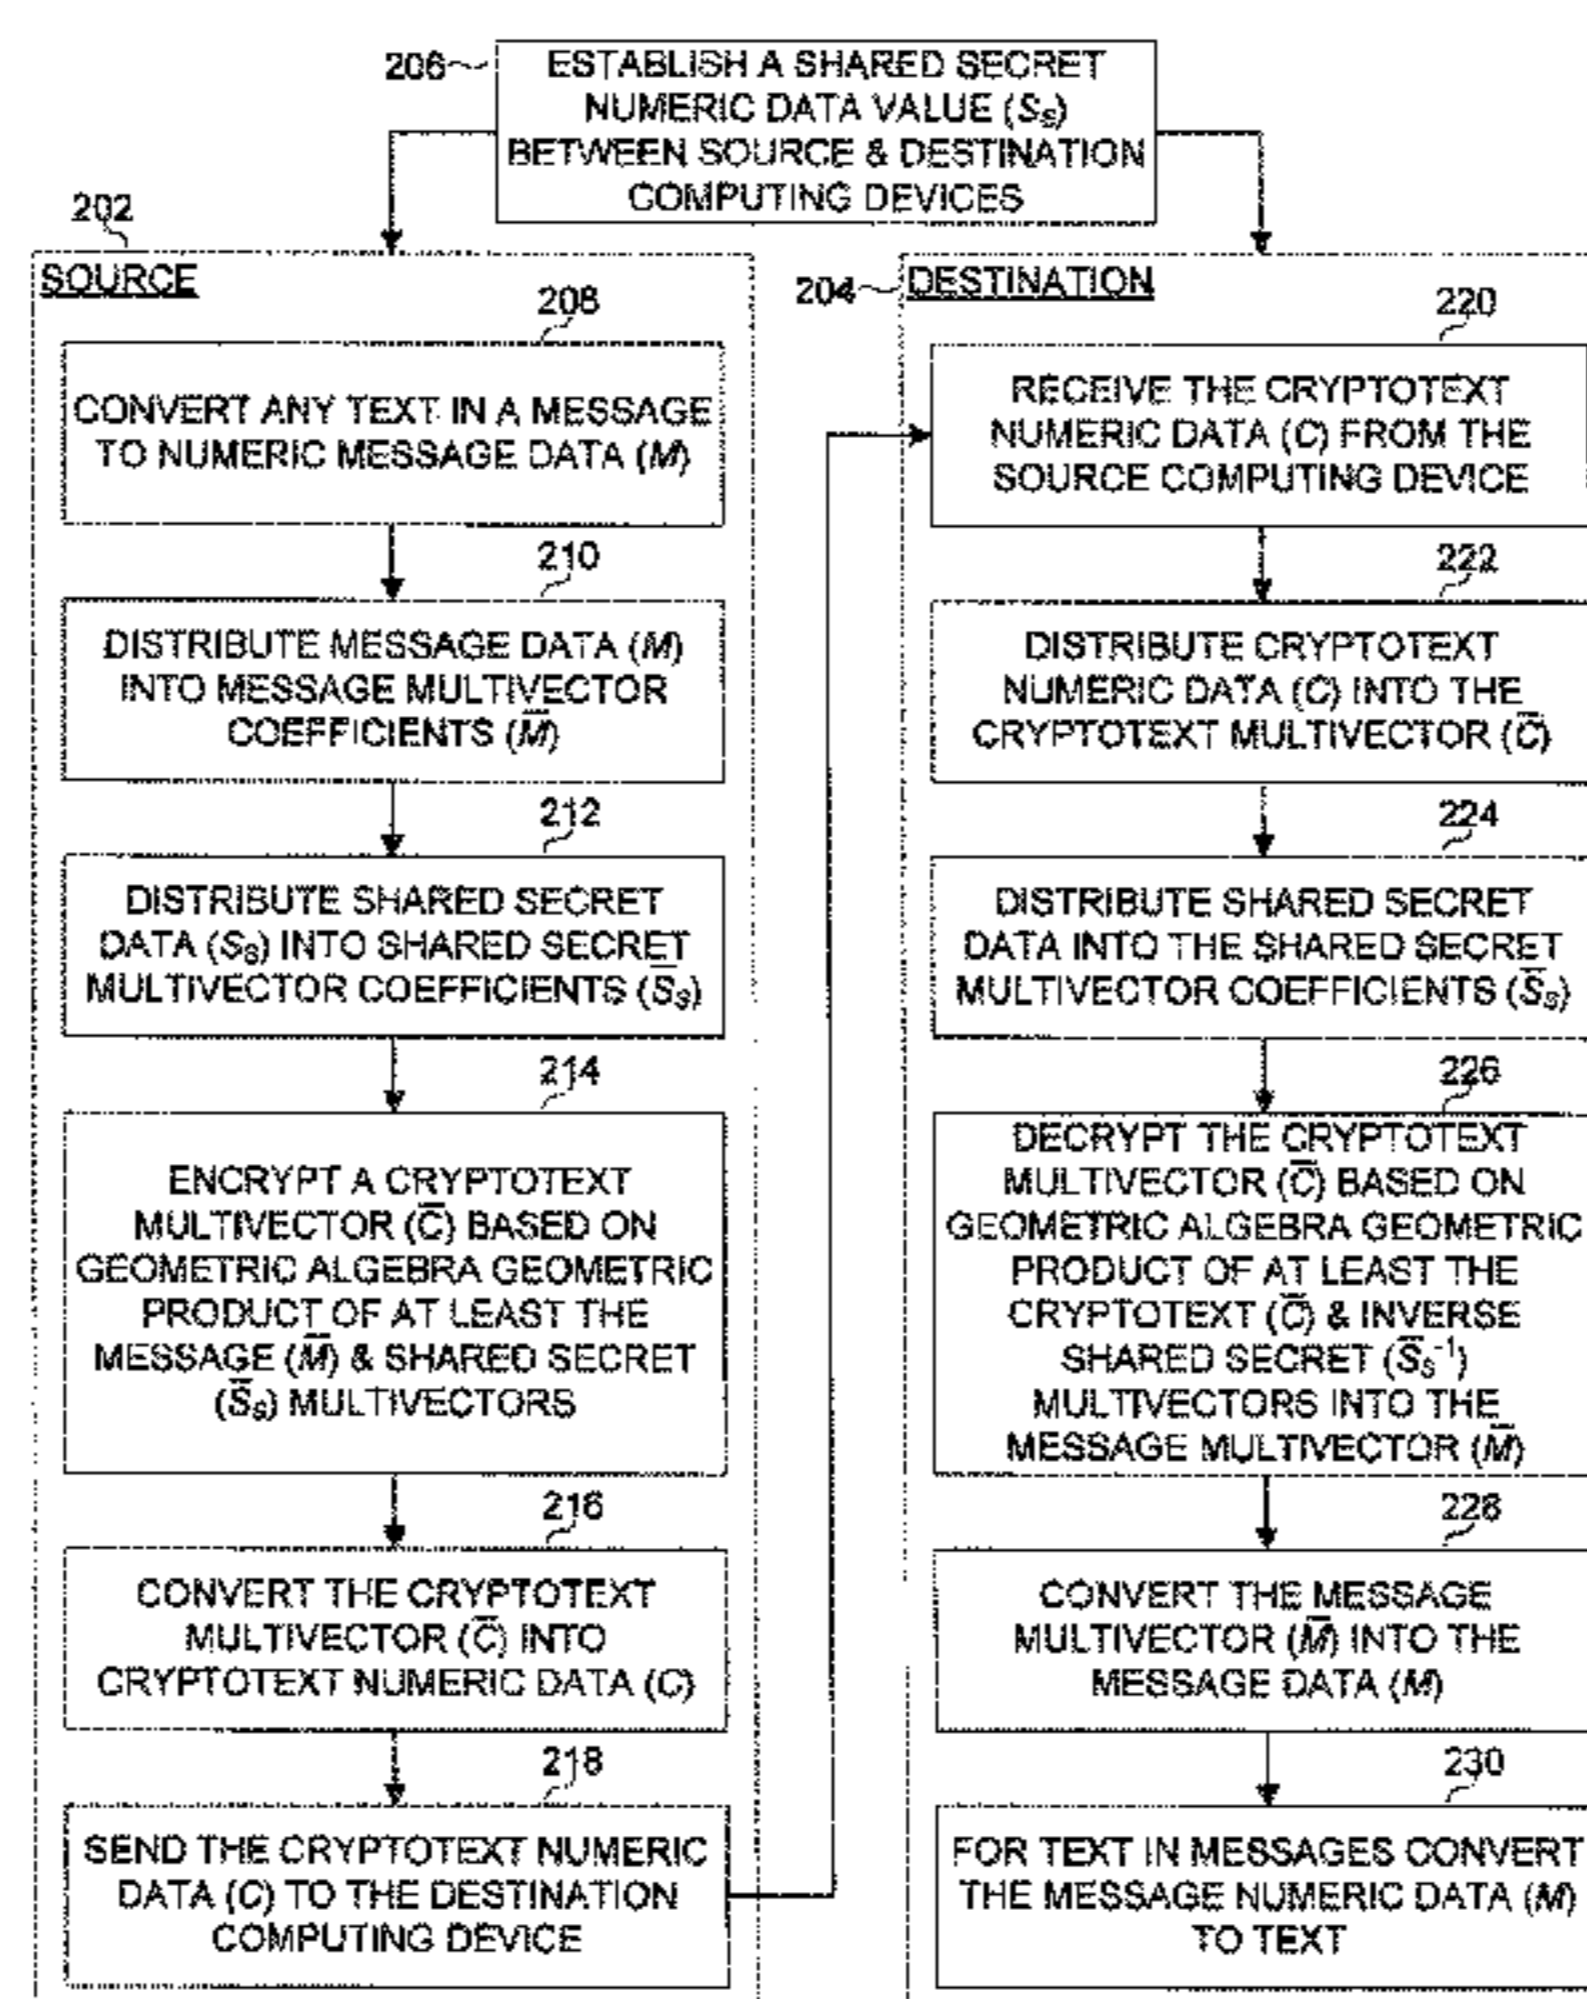 206
ESTABLISH A SHARED SECRET
NUMERIC DATA VALUE (S_S)
BETWEEN SOURCE & DESTINATION
COMPUTING DEVICES
202
SOURCE
208
CONVERT ANY TEXT IN A MESSAGE
TO NUMERIC MESSAGE DATA (M)
210
DISTRIBUTE MESSAGE DATA (M)
INTO MESSAGE MULTIVECTOR
COEFFICIENTS (M̅)
212
DISTRIBUTE SHARED SECRET
DATA (S_S) INTO SHARED SECRET
MULTIVECTOR COEFFICIENTS (S̅_S)
214
ENCRYPT A CRYPTOTEXT
MULTIVECTOR (C̅) BASED ON
GEOMETRIC ALGEBRA GEOMETRIC
PRODUCT OF AT LEAST THE
MESSAGE (M̅) & SHARED SECRET
(S̅_S) MULTIVECTORS
216
CONVERT THE CRYPTOTEXT
MULTIVECTOR (C̅) INTO
CRYPTOTEXT NUMERIC DATA (C)
218
SEND THE CRYPTOTEXT NUMERIC
DATA (C) TO THE DESTINATION
COMPUTING DEVICE
204
DESTINATION
220
RECEIVE THE CRYPTOTEXT
NUMERIC DATA (C) FROM THE
SOURCE COMPUTING DEVICE
222
DISTRIBUTE CRYPTOTEXT
NUMERIC DATA (C) INTO THE
CRYPTOTEXT MULTIVECTOR (C̅)
224
DISTRIBUTE SHARED SECRET
DATA INTO THE SHARED SECRET
MULTIVECTOR COEFFICIENTS (S̅_S)
226
DECRYPT THE CRYPTOTEXT
MULTIVECTOR (C̅) BASED ON
GEOMETRIC ALGEBRA GEOMETRIC
PRODUCT OF AT LEAST THE
CRYPTOTEXT (C̅) & INVERSE
SHARED SECRET (S̅_S⁻¹)
MULTIVECTORS INTO THE
MESSAGE MULTIVECTOR (M̅)
228
CONVERT THE MESSAGE
MULTIVECTOR (M̅) INTO THE
MESSAGE DATA (M)
230
FOR TEXT IN MESSAGES CONVERT
THE MESSAGE NUMERIC DATA (M)
TO TEXT